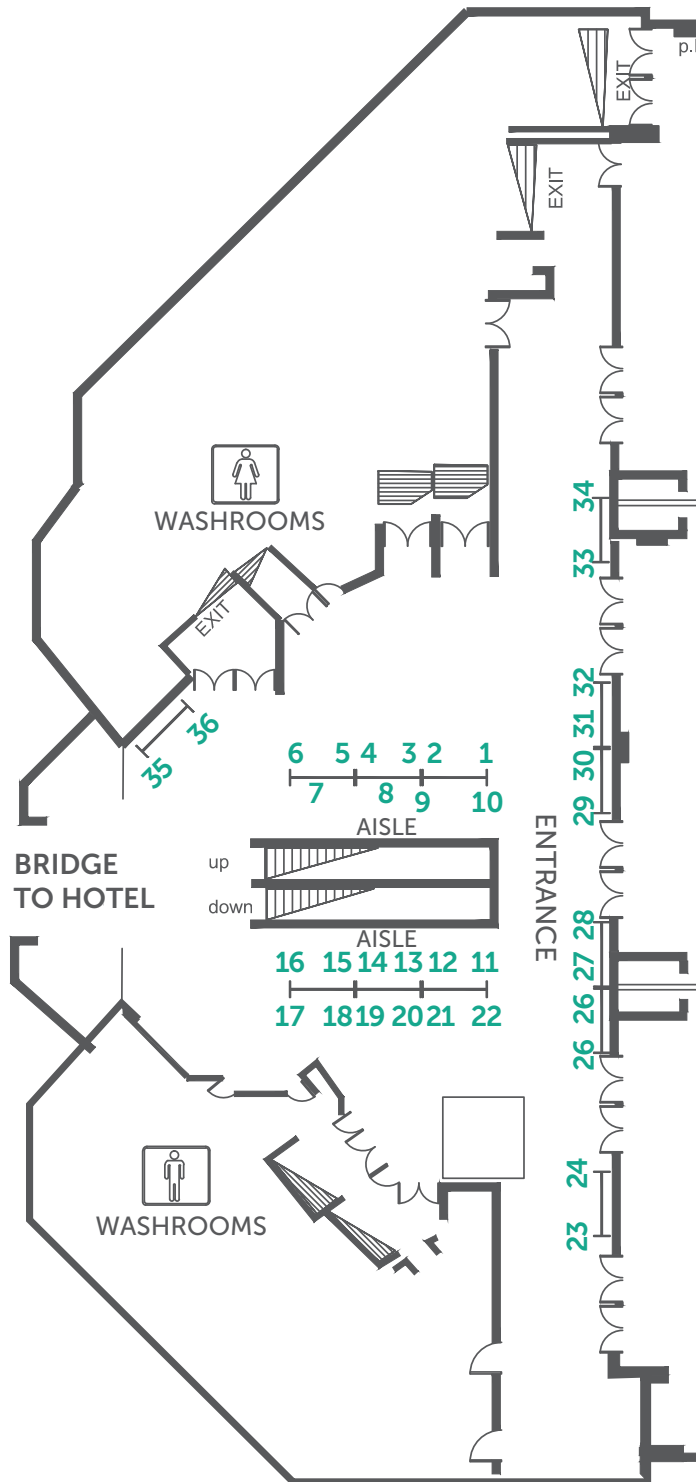 p.
EXIT
EXIT
34
WASHROOMS
33
EXIT
32
36
31
35
6 5 4 3 2 1
30
7 8 9 10
29
AISLE
ENTRANCE
BRIDGE
TO HOTEL
up
down
28
AISLE
27
16 15 14 13 12 11
26
17 18 19 20 21 22
26
24
WASHROOMS
23